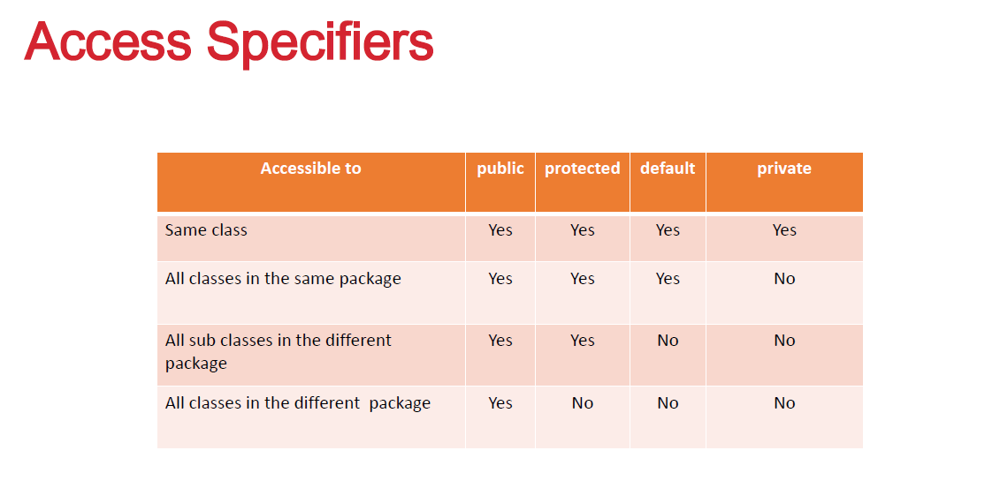 Access Specifiers
Accessible to public protected default private
Same class Yes Yes Yes Yes
All classes in the same package Yes Yes Yes No
All sub classes in the different Yes Yes No No
package
All classes in the different  package Yes No No No